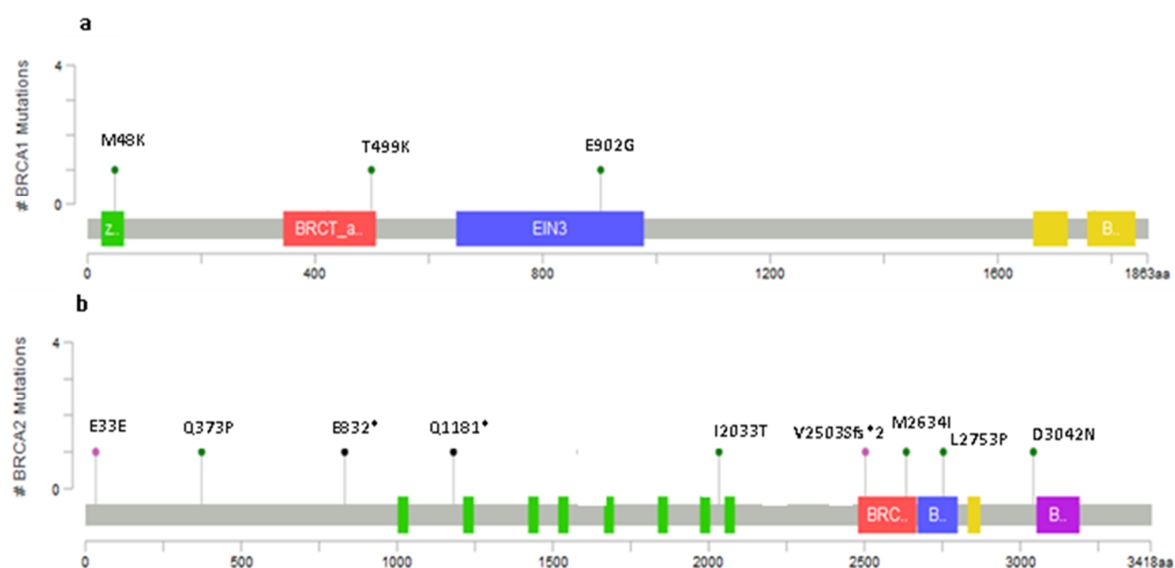 a
# BRCA1 Mutations
4
0
M48K
T499K
E902G
z..
BRCT_a..
EIN3
B..
0
400
800
1200
1600
1863aa
b
# BRCA2 Mutations
4
0
E33E
Q373P
E832*
Q1181*
I2033T
V2503Sfs*2
M2634I
L2753P
D3042N
BRC..
B..
B..
0
500
1000
1500
2000
2500
3000
3418aa